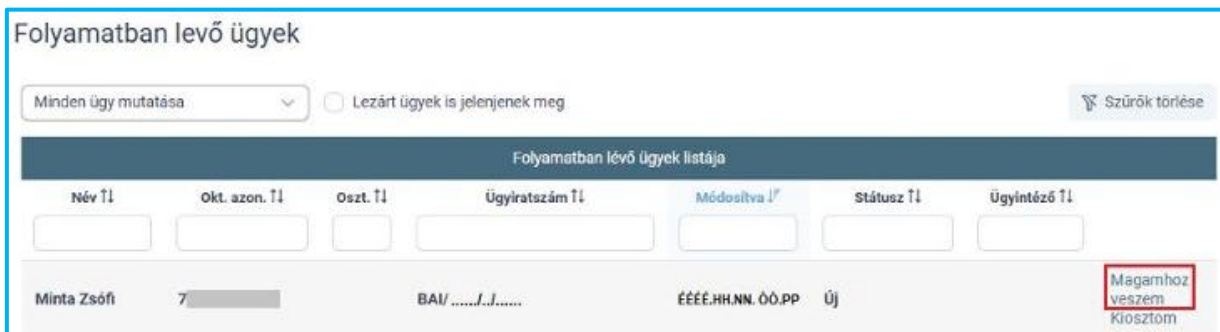 Folyamatban levő ügyek
Minden ügy mutatása Lezárt ügyek is jelenjenek meg Szűrők törlése
Folyamatban lévő ügyek listája
Név Okt. azon. Oszt. Ügyiratszám Módosítva Státusz Ügyintéző
Minta Zsófi 7 BAI/ ....../../...... ÉÉÉÉ.HH.NN. ÓÓ.PP Új Magamhoz
veszem
Kiosztom